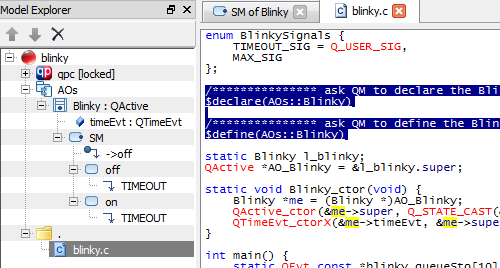 Model Explorer
blinky
qpc [locked]
AOs
Blinky : QActive
timeEvt : QTimeEvt
SM
->off
off
TIMEOUT
on
TIMEOUT
.
blinky.c
SM of Blinky
blinky.c
enum BlinkySignals {
TIMEOUT_SIG = Q_USER_SIG,
MAX_SIG
};
/*************** ask QM to declare the Bli
$declare(AOs::Blinky)
/*************** ask QM to define the Blin
$define(AOs::Blinky)
static Blinky l_blinky;
QActive *AO_Blinky = &l_blinky.super;
static void Blinky_ctor(void) {
Blinky *me = (Blinky *)AO_Blinky;
QActive_ctor(&me->super, Q_STATE_CAST(&
QTimeEvt_ctorX(&me->timeEvt, &me->super
}
int main() {
static QEvt const *blinky_queueSto[10]